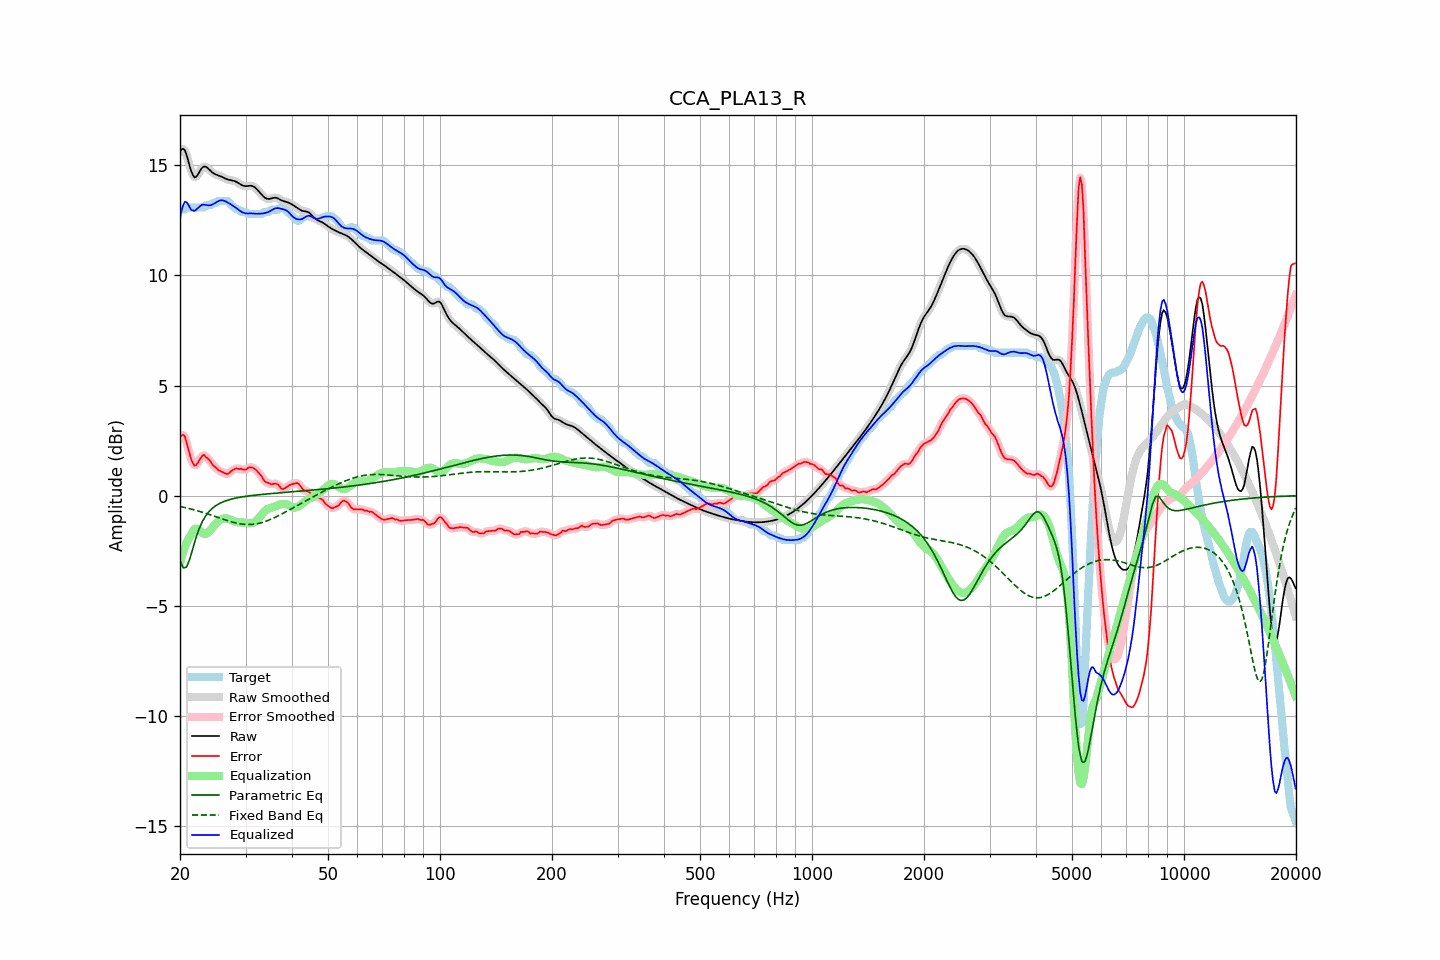 CCA_PLA13_R
Amplitude (dBr)
15
10
5
0
−5
−10
−15
Target
Raw Smoothed
Error Smoothed
Raw
Error
Equalization
Parametric Eq
Fixed Band Eq
Equalized
20 50 100 200 500 1000 2000 5000 10000 20000
Frequency (Hz)